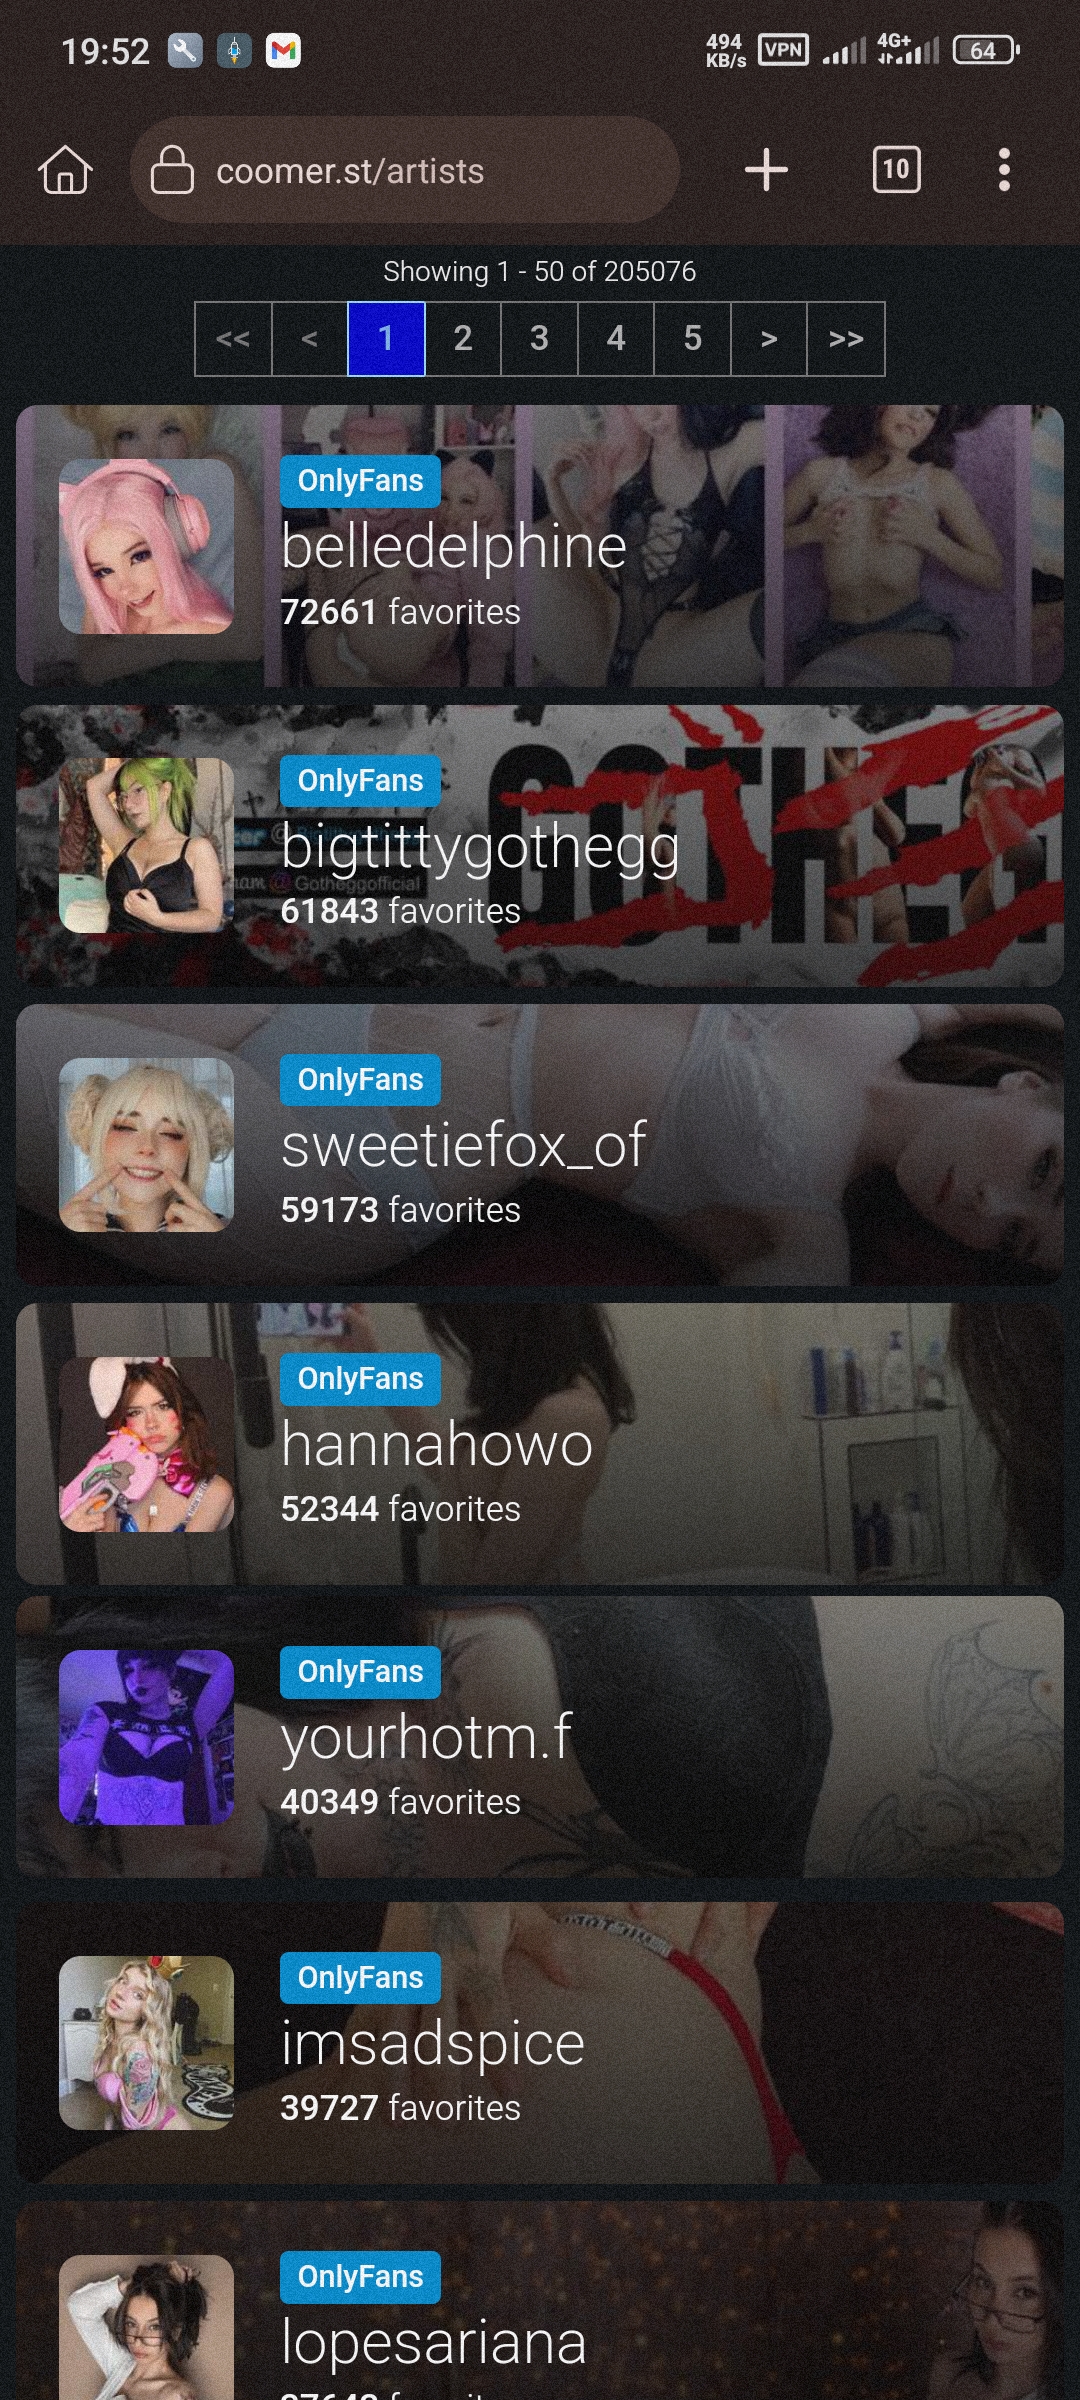 19:52
494 KB/s VPN 4G+ 64
coomer.st/artists
10
Showing 1 - 50 of 205076
<< < 1 2 3 4 5 > >>
OnlyFans
belledelphine
72661 favorites
GOTHEGG
OnlyFans
bigtittygothegg
@Gotheggofficial
61843 favorites
OnlyFans
sweetiefox_of
59173 favorites
OnlyFans
hannahowo
52344 favorites
OnlyFans
yourhotm.f
40349 favorites
OnlyFans
imsadspice
39727 favorites
OnlyFans
lopesariana